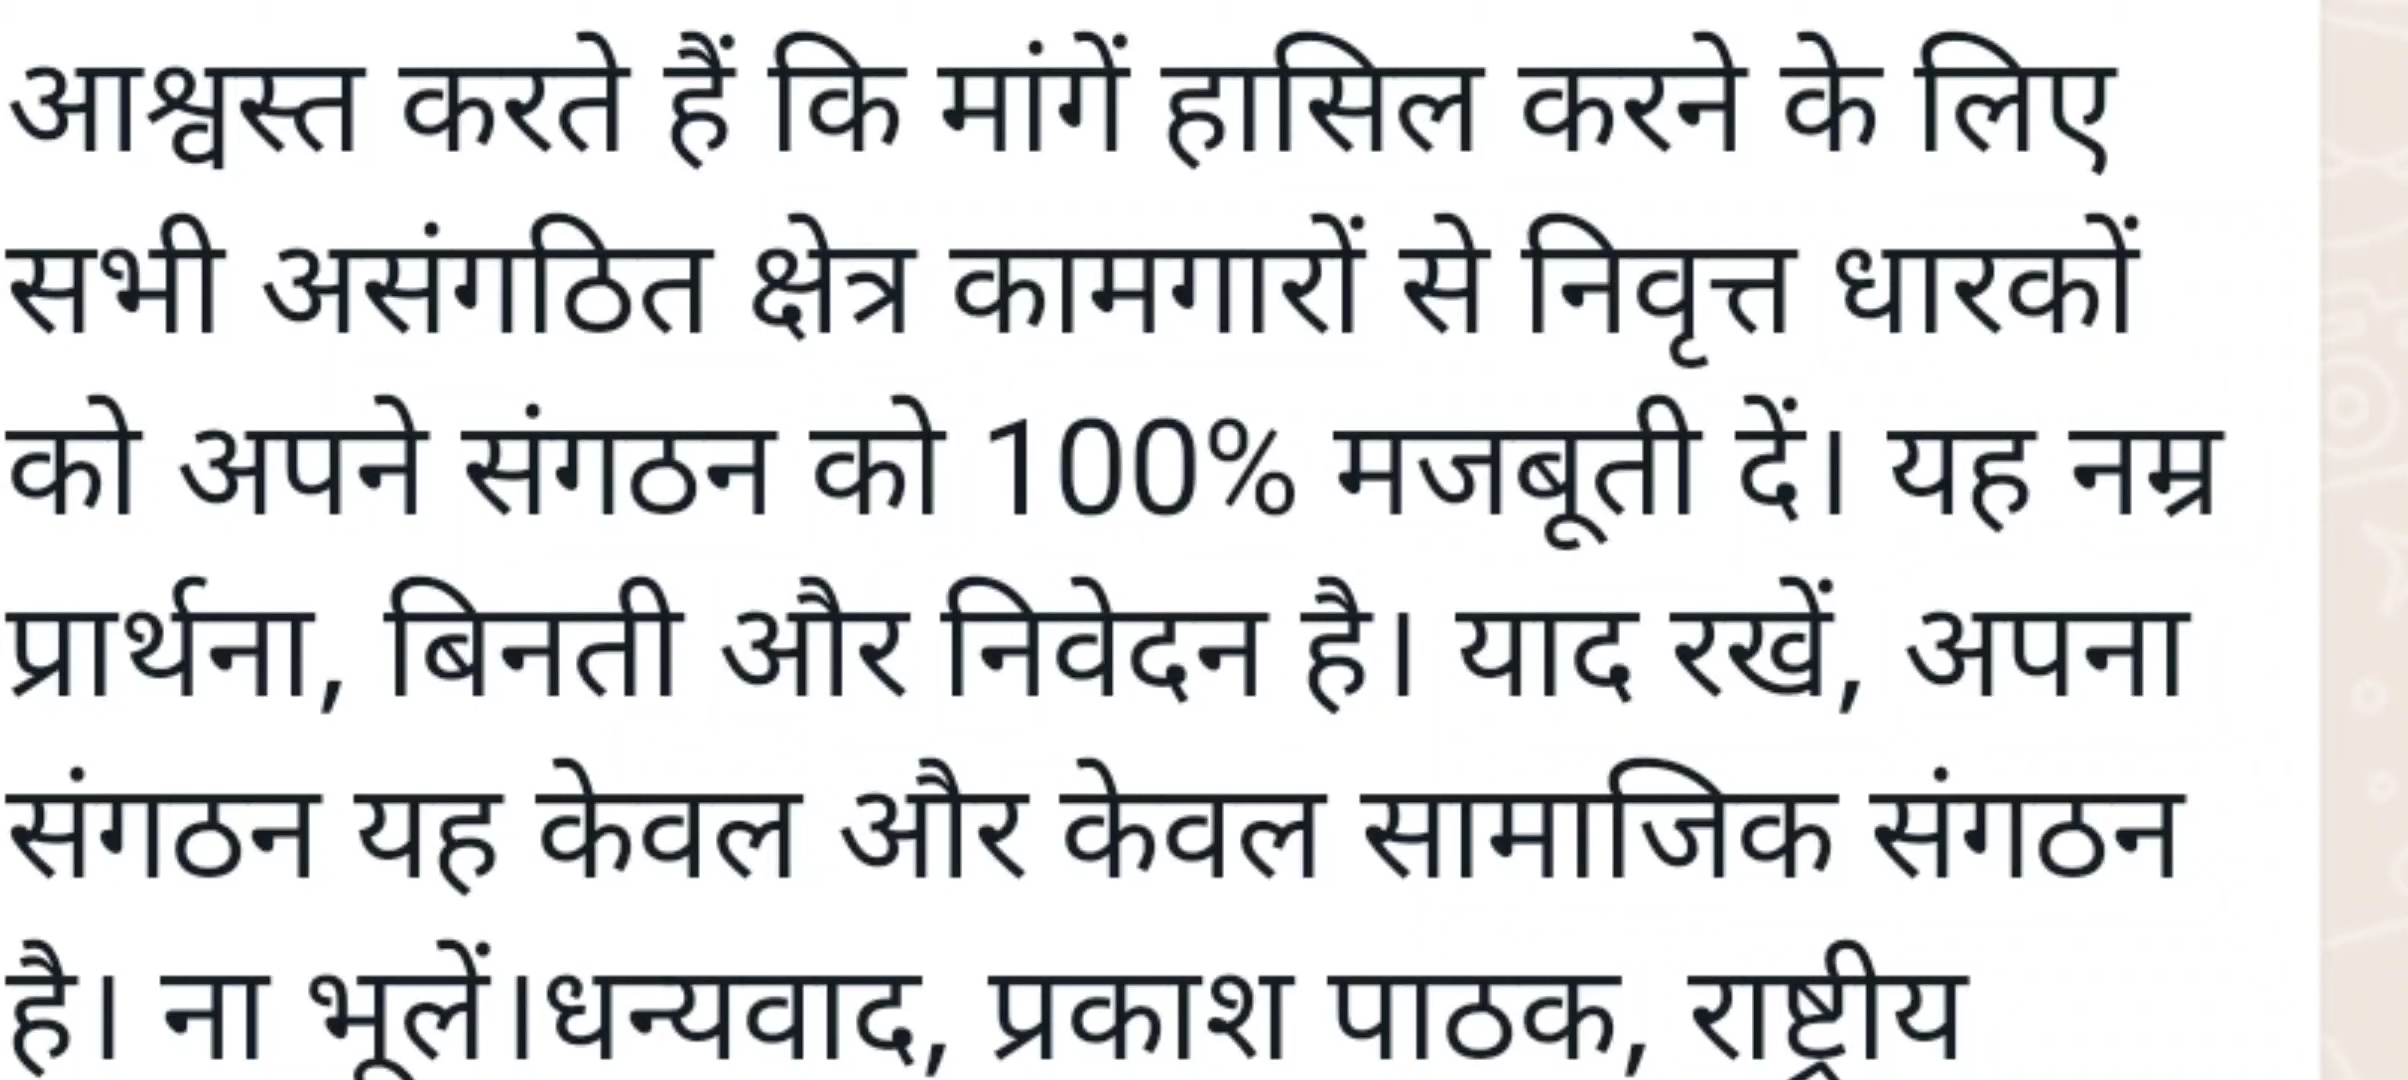 आश्वस्त करते हैं कि मांगें हासिल करने के लिए
सभी असंगठित क्षेत्र कामगारों से निवृत्त धारकों
को अपने संगठन को 100% मजबूती दें। यह नम्र
प्रार्थना, बिनती और निवेदन है। याद रखें, अपना
संगठन यह केवल और केवल सामाजिक संगठन
है। ना भूलें।धन्यवाद, प्रकाश पाठक, राष्ट्रीय